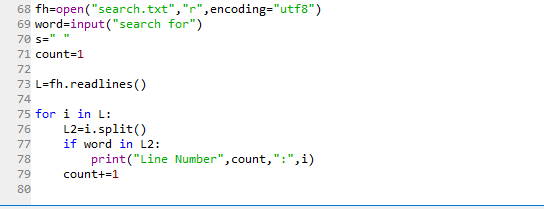 68 fh=open("search.txt","r",encoding="utf8")
69 word=input("search for")
70 s=" "
71 count=1
72
73 L=fh.readlines()
74
75 for i in L:
76     L2=i.split()
77     if word in L2:
78         print("Line Number",count,":",i)
79     count+=1
80